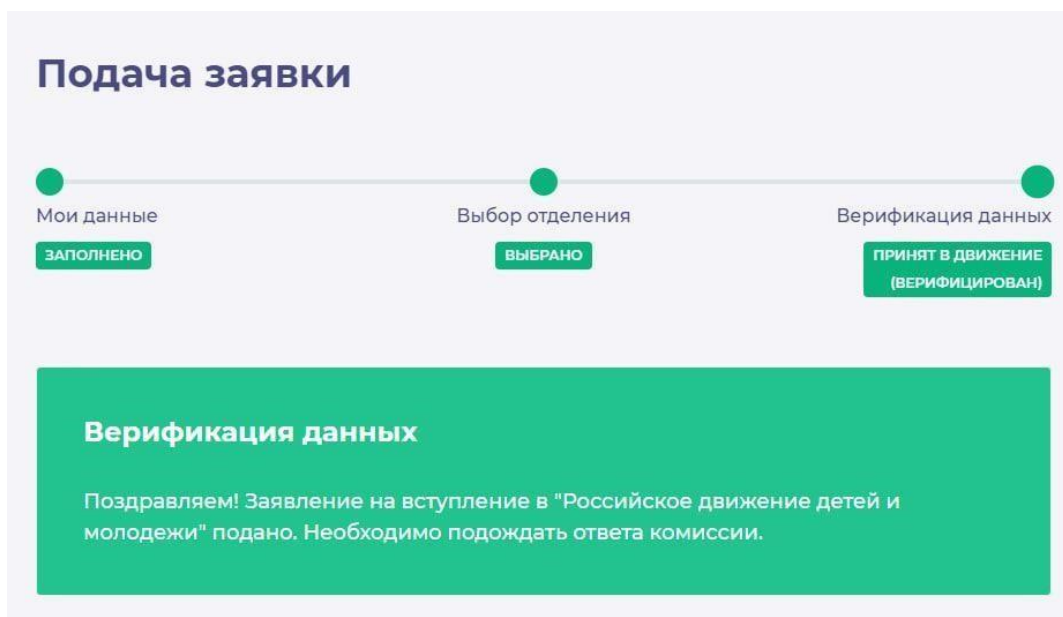 Подача заявки
Мои данные
Выбор отделения
Верификация данных
ЗАПОЛНЕНО
ВЫБРАНО
ПРИНЯТ В ДВИЖЕНИЕ
(ВЕРИФИЦИРОВАН)
Верификация данных
Поздравляем! Заявление на вступление в "Российское движение детей и
молодежи" подано. Необходимо подождать ответа комиссии.